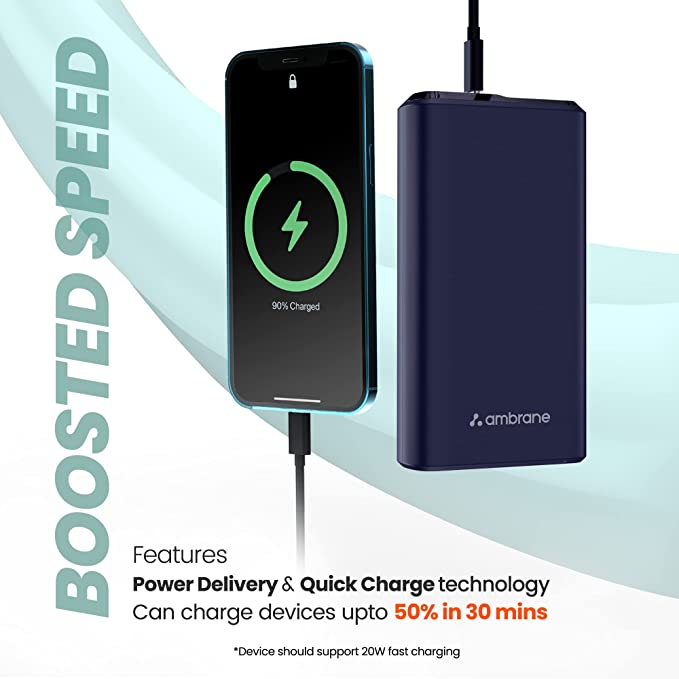 BOOSTED SPEED
90% Charged
ambrane
Features
Power Delivery & Quick Charge technology
Can charge devices upto 50% in 30 mins
*Device should support 20W fast charging